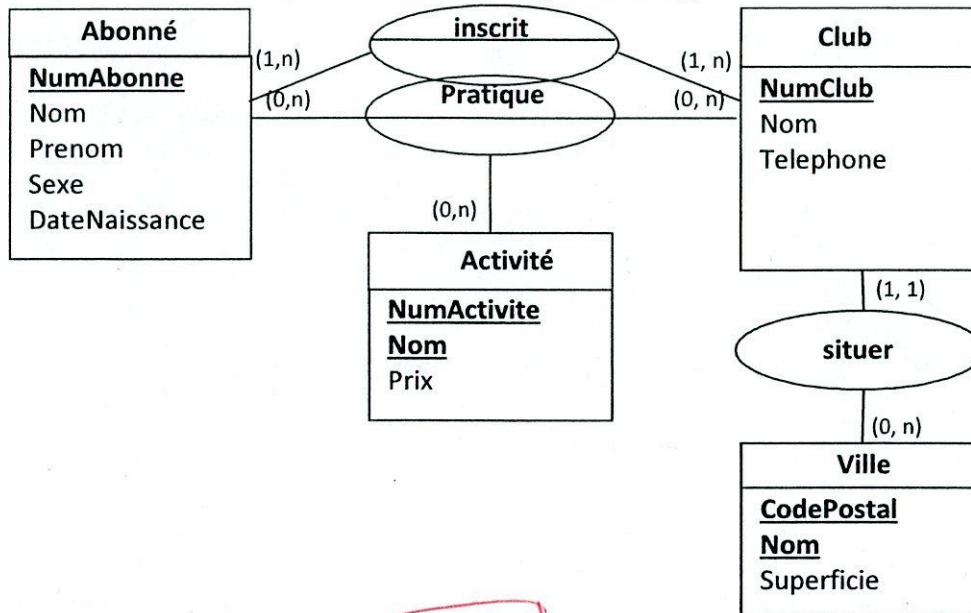 Abonné
NumAbonne
Nom
Prenom
Sexe
DateNaissance
(1,n)
(0,n)
inscrit
Pratique
(1, n)
(0, n)
Club
NumClub
Nom
Telephone
(0,n)
Activité
NumActivite
Nom
Prix
(1, 1)
situer
(0, n)
Ville
CodePostal
Nom
Superficie